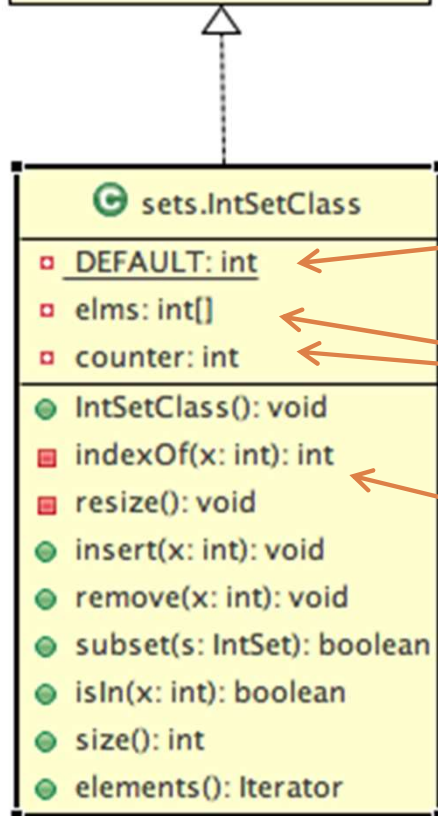 C sets.IntSetClass
DEFAULT: int
elms: int[]
counter: int
IntSetClass(): void
indexOf(x: int): int
resize(): void
insert(x: int): void
remove(x: int): void
subset(s: IntSet): boolean
isIn(x: int): boolean
size(): int
elements(): Iterator